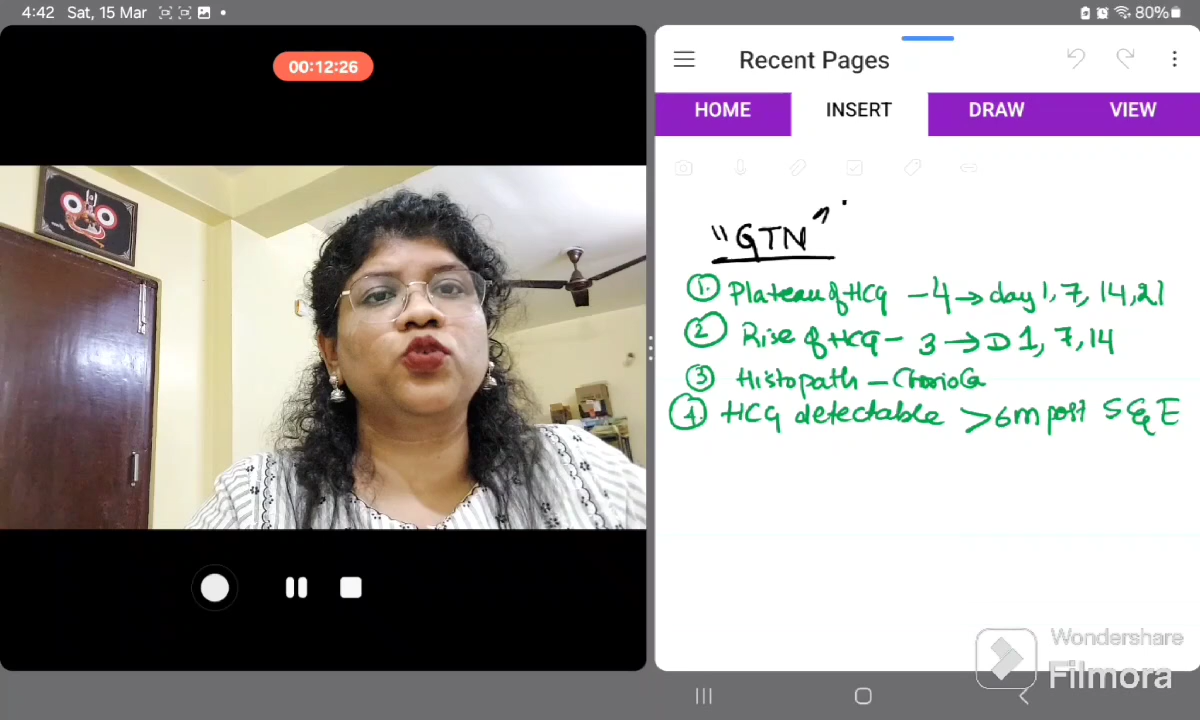 4:42 Sat, 15 Mar
80%
00:12:26
Recent Pages
HOME INSERT DRAW VIEW
"GTN"
① Plateau of HCG - 4 → day 1, 7, 14, 21
② Rise of HCG - 3 → D 1, 7, 14
③ Histopath - ChorioCa
④ HCG detectable >6m post S & E
Wondershare
Filmora